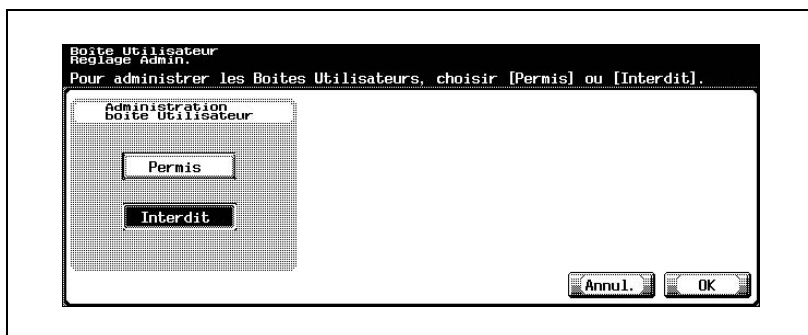 Boîte Utilisateur
Reglage Admin.
Pour administrer les Boites Utilisateurs, choisir [Permis] ou [Interdit].
Administration
boite Utilisateur
Permis
Interdit
Annul.
OK